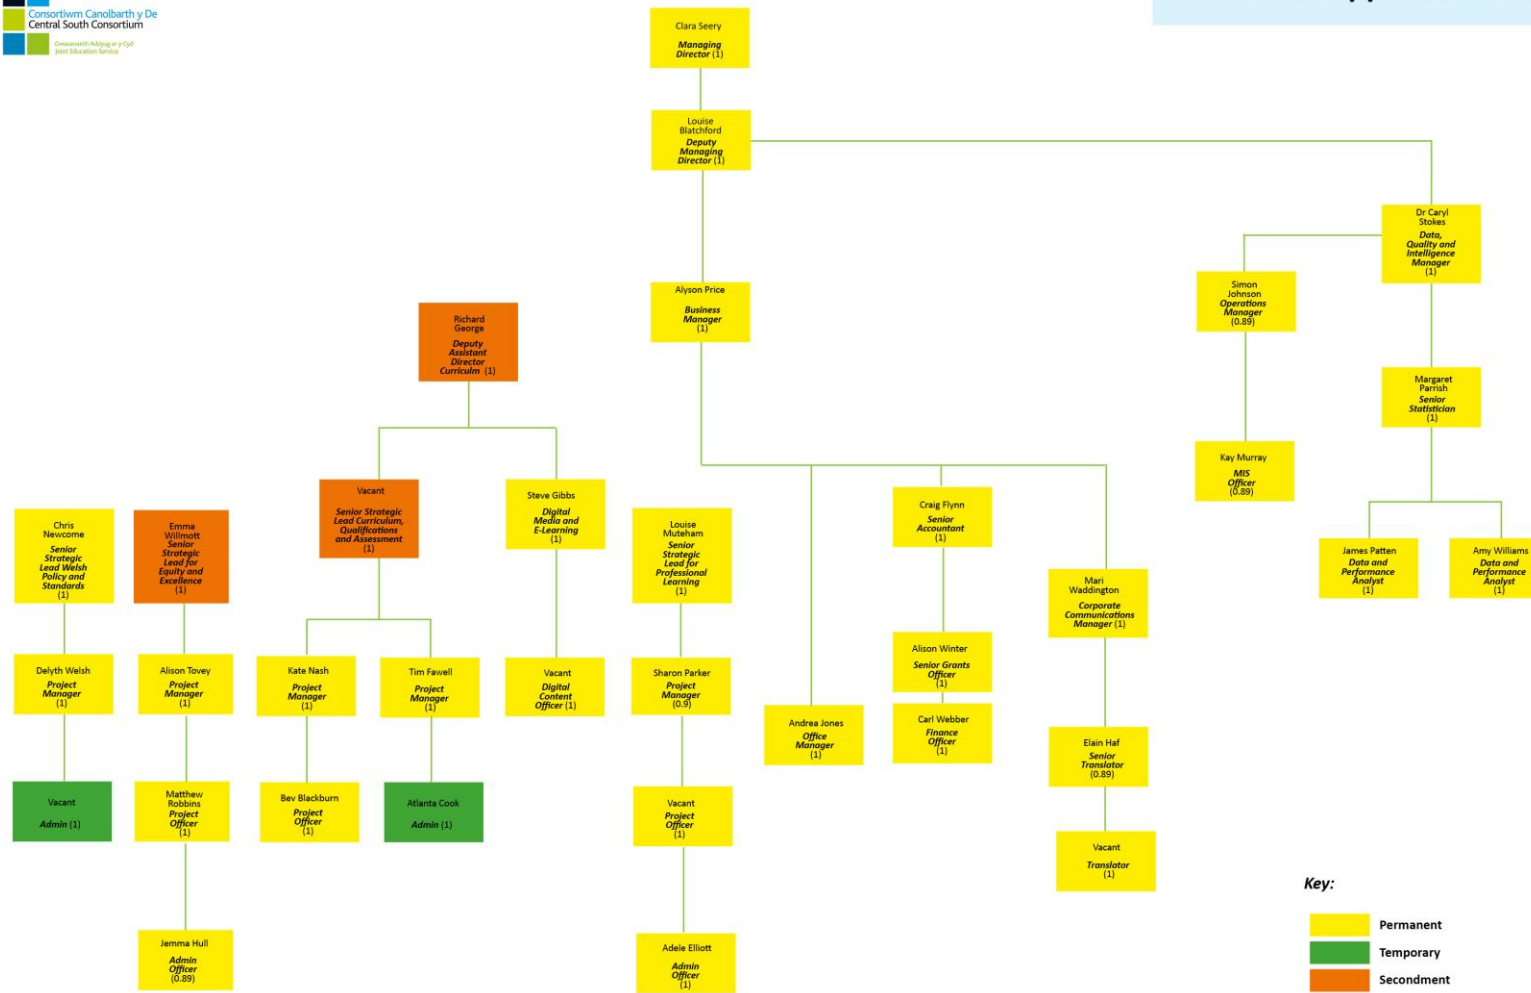 Consortiwm Canolbarth y De
Central South Consortium
Gwasanaeth Addysg ar y Cyd
Joint Education Service
Clara Seery
Managing
Director (1)
Louise
Blatchford
Deputy
Managing
Director (1)
Dr Caryl
Stokes
Data,
Quality and
Intelligence
Manager
(1)
Simon
Johnson
Operations
Manager
(0.89)
Alyson Price
Business
Manager
(1)
Richard
George
Deputy
Assistant
Director
Curriculm (1)
Margaret
Parrish
Senior
Statistician
(1)
Kay Murray
MIS
Officer
(0.89)
Vacant
Senior Strategic
Lead Curriculum,
Qualifications
and Assessment
(1)
Steve Gibbs
Digital
Media and
E-Learning
(1)
Craig Flynn
Senior
Accountant
(1)
Chris
Newcome
Senior
Strategic
Lead Welsh
Policy and
Standards
(1)
Emma
Willmott
Senior
Strategic
Lead for
Equity and
Excellence
(1)
Louise
Muteham
Senior
Strategic
Lead for
Professional
Learning
(1)
James Patten
Data and
Performance
Analyst
(1)
Amy Williams
Data and
Performance
Analyst
(1)
Mari
Waddington
Corporate
Communications
Manager (1)
Delyth Welsh
Project
Manager
(1)
Alison Tovey
Project
Manager
(1)
Kate Nash
Project
Manager
(1)
Tim Fawell
Project
Manager
(1)
Vacant
Digital
Content
Officer (1)
Sharon Parker
Project
Manager
(0.9)
Alison Winter
Senior Grants
Officer
(1)
Andrea Jones
Office
Manager
(1)
Carl Webber
Finance
Officer
(1)
Elain Haf
Senior
Translator
(0.89)
Vacant
Admin (1)
Matthew
Robbins
Project
Officer
(1)
Bev Blackburn
Project
Officer
(1)
Atlanta Cook
Admin (1)
Vacant
Project
Officer
(1)
Vacant
Translator
(1)
Jemma Hull
Admin
Officer
(0.89)
Adele Elliott
Admin
Officer
(1)
Key:
Permanent
Temporary
Secondment